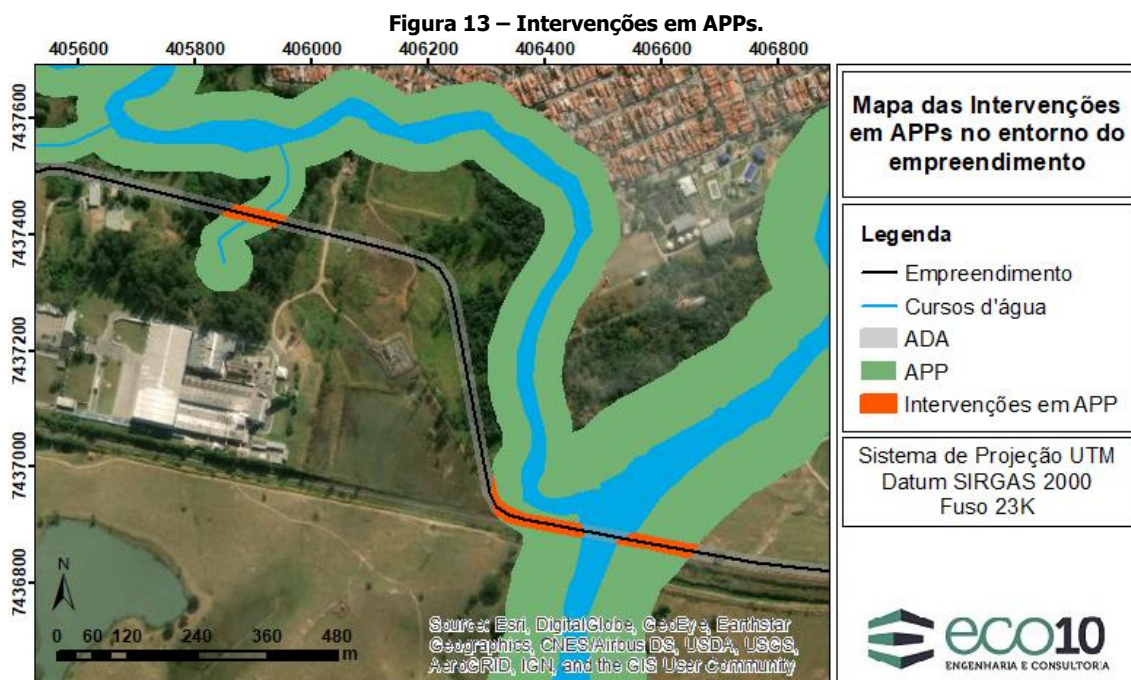 Figura 13 – Intervenções em APPs.
405600 405800 406000 406200 406400 406600 406800
7437600
7437400
7437200
7437000
7436800
N
0 60 120 240 360 480
m
Source: Esri, DigitalGlobe, GeoEye, Earthstar
Geographics, CNES/Airbus DS, USDA, USGS,
AeroGRID, IGN, and the GIS User Community
Mapa das Intervenções
em APPs no entorno do
empreendimento
Legenda
Empreendimento
Cursos d'água
ADA
APP
Intervenções em APP
Sistema de Projeção UTM
Datum SIRGAS 2000
Fuso 23K
eco10
ENGENHARIA E CONSULTORIA